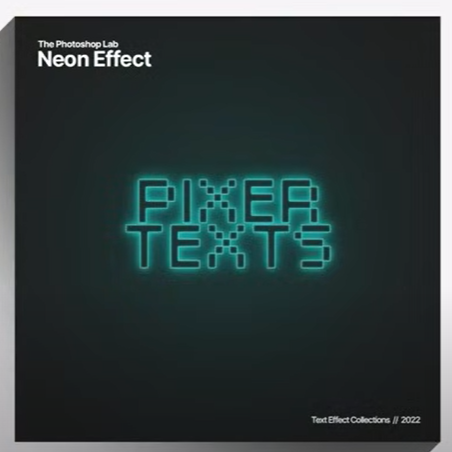 The Photoshop Lab
Neon Effect
PIXER
TEXTS
Text Effect Collections // 2022